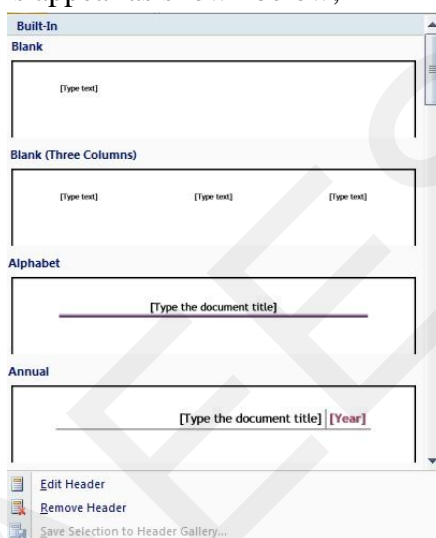 Built-In
Blank
[Type text]
Blank (Three Columns)
[Type text] [Type text] [Type text]
Alphabet
[Type the document title]
Annual
[Type the document title] [Year]
Edit Header
Remove Header
Save Selection to Header Gallery...